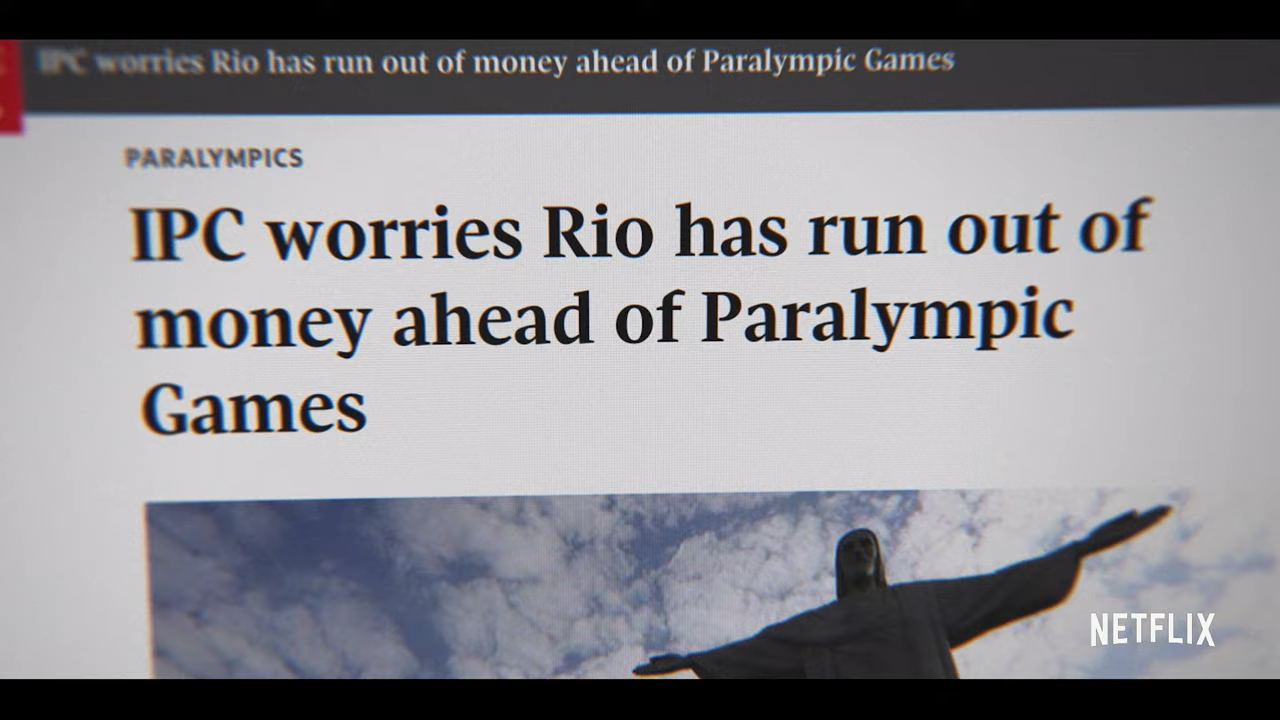 IPC worries Rio has run out of money ahead of Paralympic Games
PARALYMPICS
IPC worries Rio has run out of
money ahead of Paralympic
Games
NETFLIX